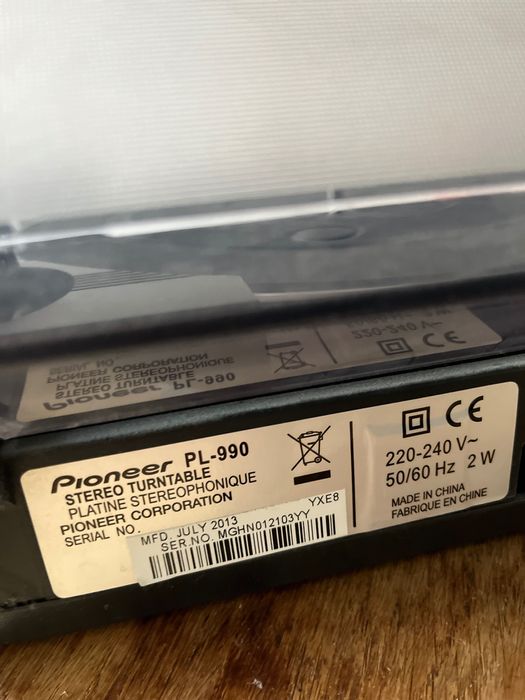 Pioneer PL-990
STEREO TURNTABLE
PLATINE STEREOPHONIQUE
PIONEER CORPORATION
SERIAL NO.
YXE8
MFD. JULY 2013
SER.NO. MGHN012103YY
CE
220-240 V~
50/60 Hz 2 W
MADE IN CHINA
FABRIQUE EN CHINE